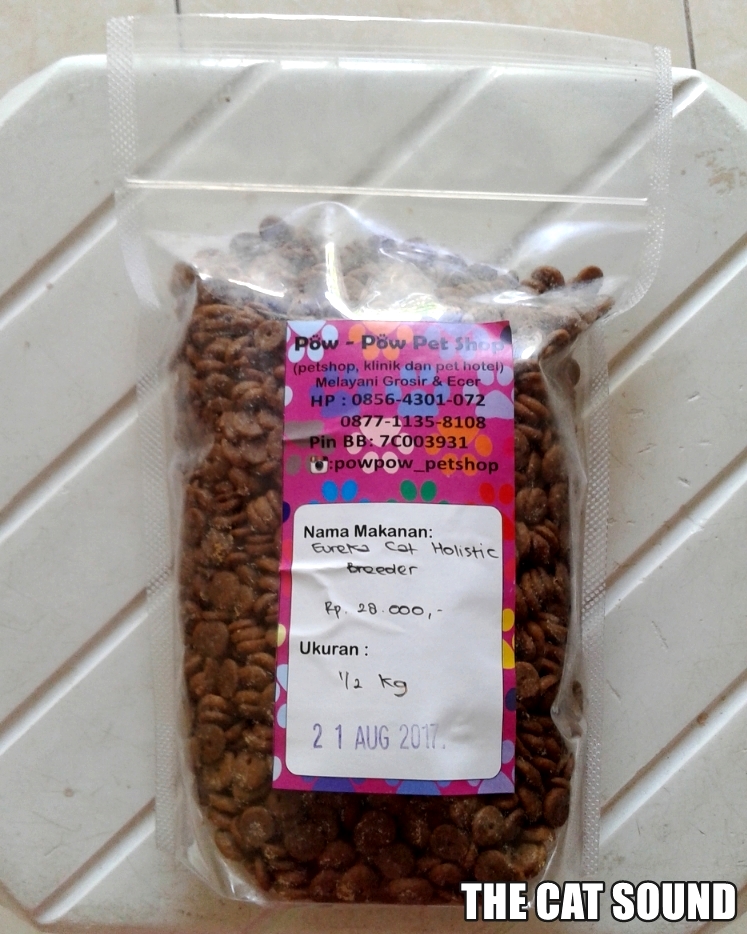 Pöw - Pöw Pet Shop
(petshop, klinik dan pet hotel)
Melayani Grosir & Ecer
HP : 0856-4301-072
0877-1135-8108
Pin BB: 7C003931
:powpow_petshop
Nama Makanan:
Eureka Cat Holistic
Breeder
Rp. 28.000,-
Ukuran :
1/2 Kg
21 AUG 2017.
THE CAT SOUND